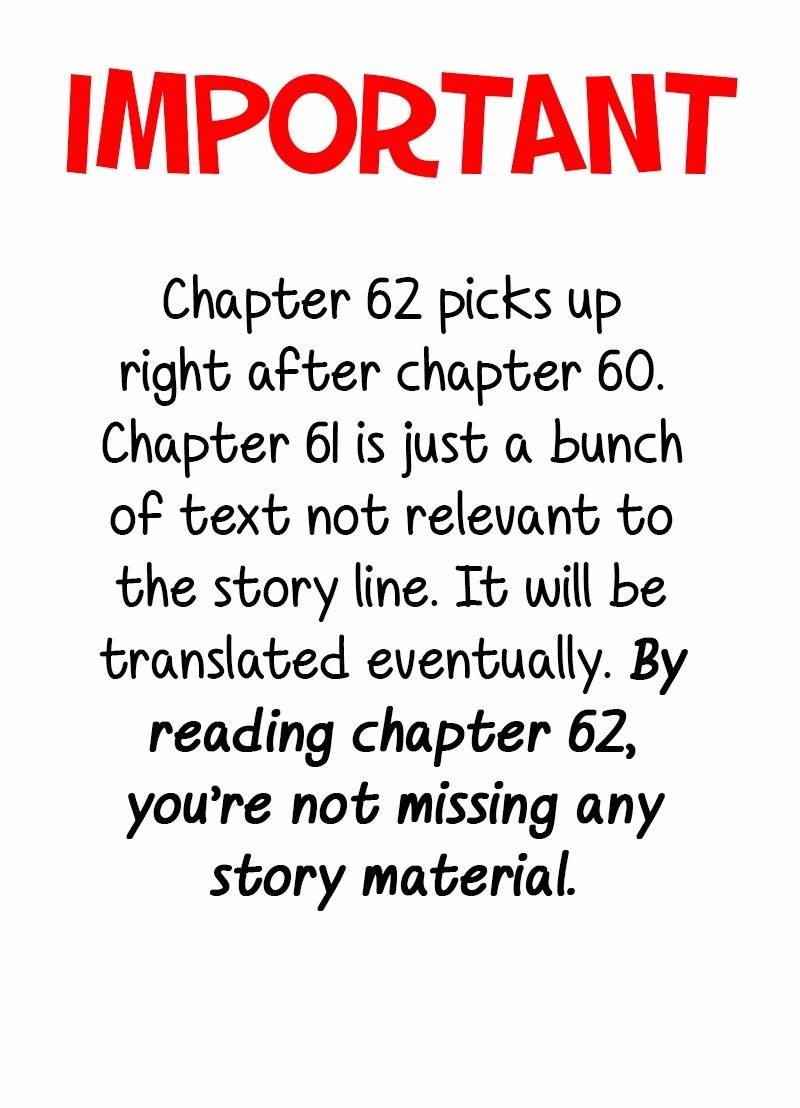 IMPORTANT
Chapter 62 picks up
right after chapter 60.
Chapter 61 is just a bunch
of text not relevant to
the story line. It will be
translated eventually. By
reading chapter 62,
you're not missing any
story material.